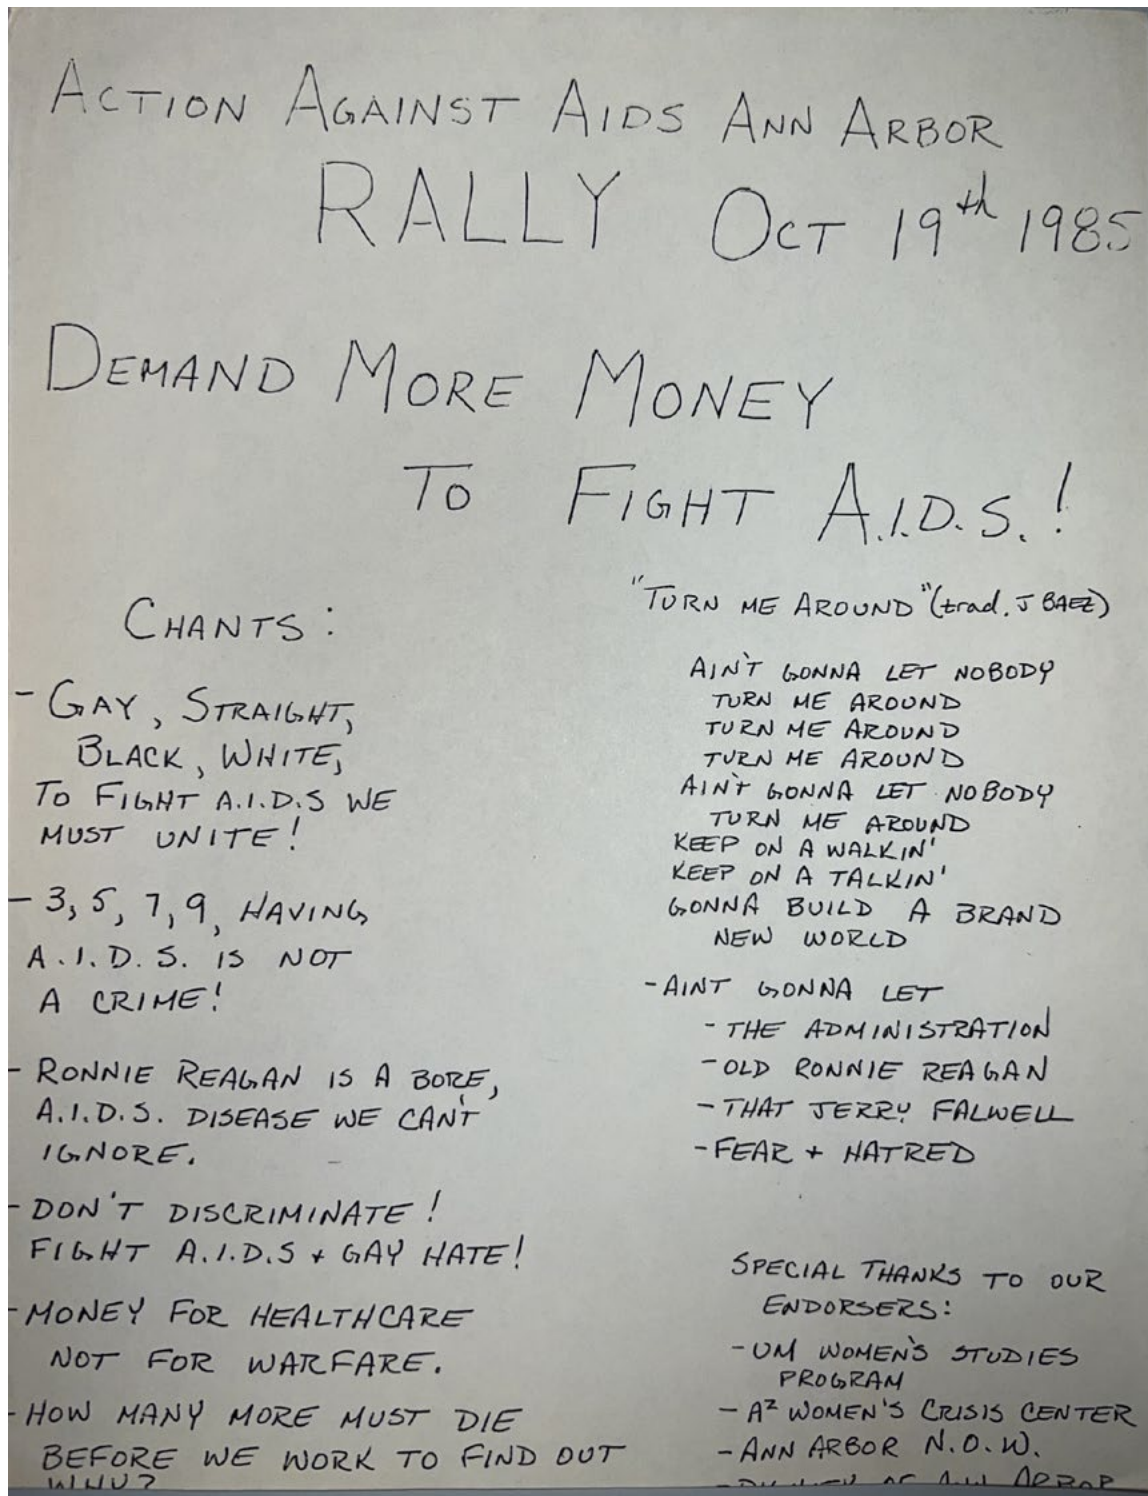 ACTION AGAINST AIDS ANN ARBOR
RALLY OCT 19th 1985
DEMAND MORE MONEY
TO FIGHT A.I.D.S.!
CHANTS:
- GAY, STRAIGHT,
BLACK, WHITE,
TO FIGHT A.I.D.S WE
MUST UNITE!
- 3, 5, 7, 9, HAVING
A.I.D.S. IS NOT
A CRIME!
- RONNIE REAGAN IS A BORE,
A.I.D.S. DISEASE WE CAN'T
IGNORE.
- DON'T DISCRIMINATE!
FIGHT A.I.D.S + GAY HATE!
- MONEY FOR HEALTHCARE
NOT FOR WARFARE.
- HOW MANY MORE MUST DIE
BEFORE WE WORK TO FIND OUT
WHY?
"TURN ME AROUND" (trad. J BAEZ)
AIN'T GONNA LET NOBODY
TURN ME AROUND
TURN ME AROUND
TURN ME AROUND
AIN'T GONNA LET NOBODY
TURN ME AROUND
KEEP ON A WALKIN'
KEEP ON A TALKIN'
GONNA BUILD A BRAND
NEW WORLD
- AINT GONNA LET
- THE ADMINISTRATION
- OLD RONNIE REAGAN
- THAT JERRY FALWELL
- FEAR + HATRED
SPECIAL THANKS TO OUR
ENDORSERS:
- UM WOMEN'S STUDIES
PROGRAM
- A² WOMEN'S CRISIS CENTER
- ANN ARBOR N.O.W.
- OF ANN ARBOR